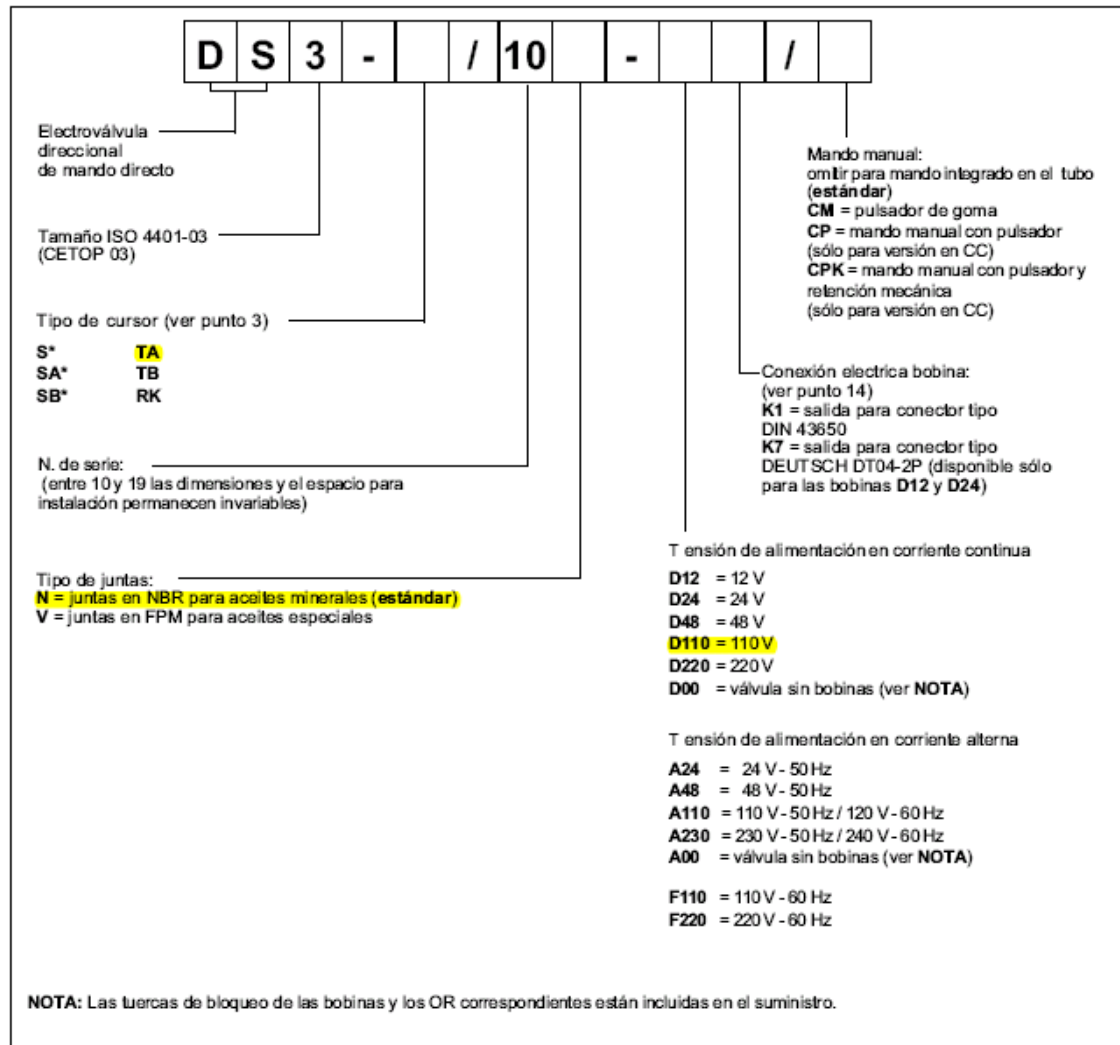 D S 3 - / 10 - /
Electroválvula
direccional
de mando directo
Tamaño ISO 4401-03
(CETOP 03)
Tipo de cursor (ver punto 3)
S* TA
SA* TB
SB* RK
N. de serie:
(entre 10 y 19 las dimensiones y el espacio para
instalación permanecen invariables)
Tipo de juntas:
N = juntas en NBR para aceites minerales (estándar)
V = juntas en FPM para aceites especiales
Mando manual:
omitir para mando integrado en el tubo
(estándar)
CM = pulsador de goma
CP = mando manual con pulsador
(sólo para versión en CC)
CPK = mando manual con pulsador y
retención mecánica
(sólo para versión en CC)
Conexión electrica bobina:
(ver punto 14)
K1 = salida para conector tipo
DIN 43650
K7 = salida para conector tipo
DEUTSCH DT04-2P (disponible sólo
para las bobinas D12 y D24)
T ensión de alimentación en corriente continua
D12 = 12 V
D24 = 24 V
D48 = 48 V
D110 = 110 V
D220 = 220 V
D00 = válvula sin bobinas (ver NOTA)
T ensión de alimentación en corriente alterna
A24 = 24 V - 50 Hz
A48 = 48 V - 50 Hz
A110 = 110 V - 50 Hz / 120 V - 60 Hz
A230 = 230 V - 50 Hz / 240 V - 60 Hz
A00 = válvula sin bobinas (ver NOTA)
F110 = 110 V - 60 Hz
F220 = 220 V - 60 Hz
NOTA: Las tuercas de bloqueo de las bobinas y los OR correspondientes están incluidas en el suministro.